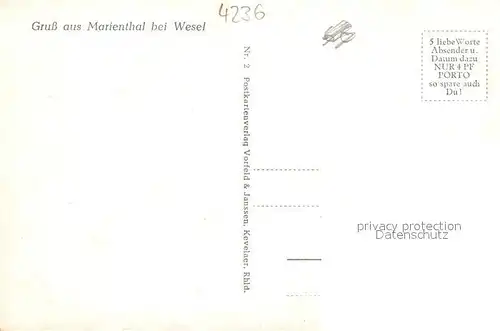 4236
Gruß aus Marienthal bei Wesel
5 liebe Worte
Absender u.
Datum dazu
NUR 4 PF
PORTO
so spare auch
Du!
Nr. 2 Postkartenverlag Vorfeld & Janssen, Kevelaer, Rhld.
privacy protection
Datenschutz